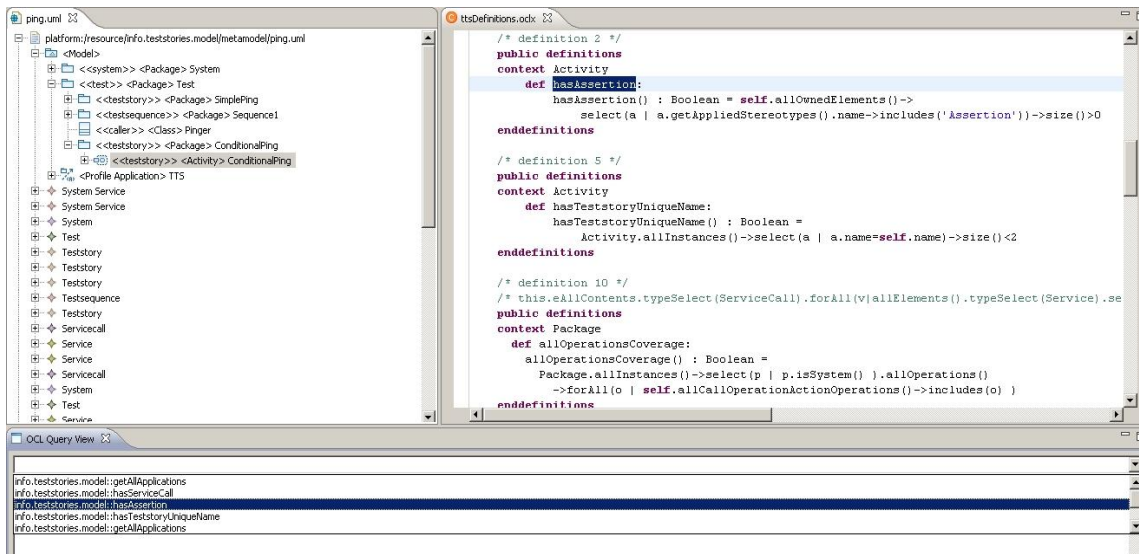 ping.uml
platform:/resource/info.teststories.model/metamodel/ping.uml
<Model>
<<system>> <Package> System
<<test>> <Package> Test
<<teststory>> <Package> SimplePing
<<testsequence>> <Package> Sequence1
<<caller>> <Class> Pinger
<<teststory>> <Package> ConditionalPing
<<teststory>> <Activity> ConditionalPing
<Profile Application> TTS
System Service
System Service
System
Test
Teststory
Teststory
Teststory
Testsequence
Teststory
Servicecall
Service
Service
Servicecall
System
Test
Service
ttsDefinitions.oclx
/* definition 2 */
public definitions
context Activity
def hasAssertion:
hasAssertion() : Boolean = self.allOwnedElements()->
select(a | a.getAppliedStereotypes().name->includes('Assertion'))->size()>0
enddefinitions
/* definition 5 */
public definitions
context Activity
def hasTeststoryUniqueName:
hasTeststoryUniqueName() : Boolean =
Activity.allInstances()->select(a | a.name=self.name)->size()<2
enddefinitions
/* definition 10 */
/* this.eAllContents.typeSelect(ServiceCall).forAll(v|allElements().typeSelect(Service).se
public definitions
context Package
def allOperationsCoverage:
allOperationsCoverage() : Boolean =
Package.allInstances()->select(p | p.isSystem() ).allOperations()
->forAll(o | self.allCallOperationActionOperations()->includes(o) )
enddefinitions
OCL Query View
info.teststories.model::getAllApplications
info.teststories.model::hasServiceCall
info.teststories.model::hasAssertion
info.teststories.model::hasTeststoryUniqueName
info.teststories.model::getAllApplications